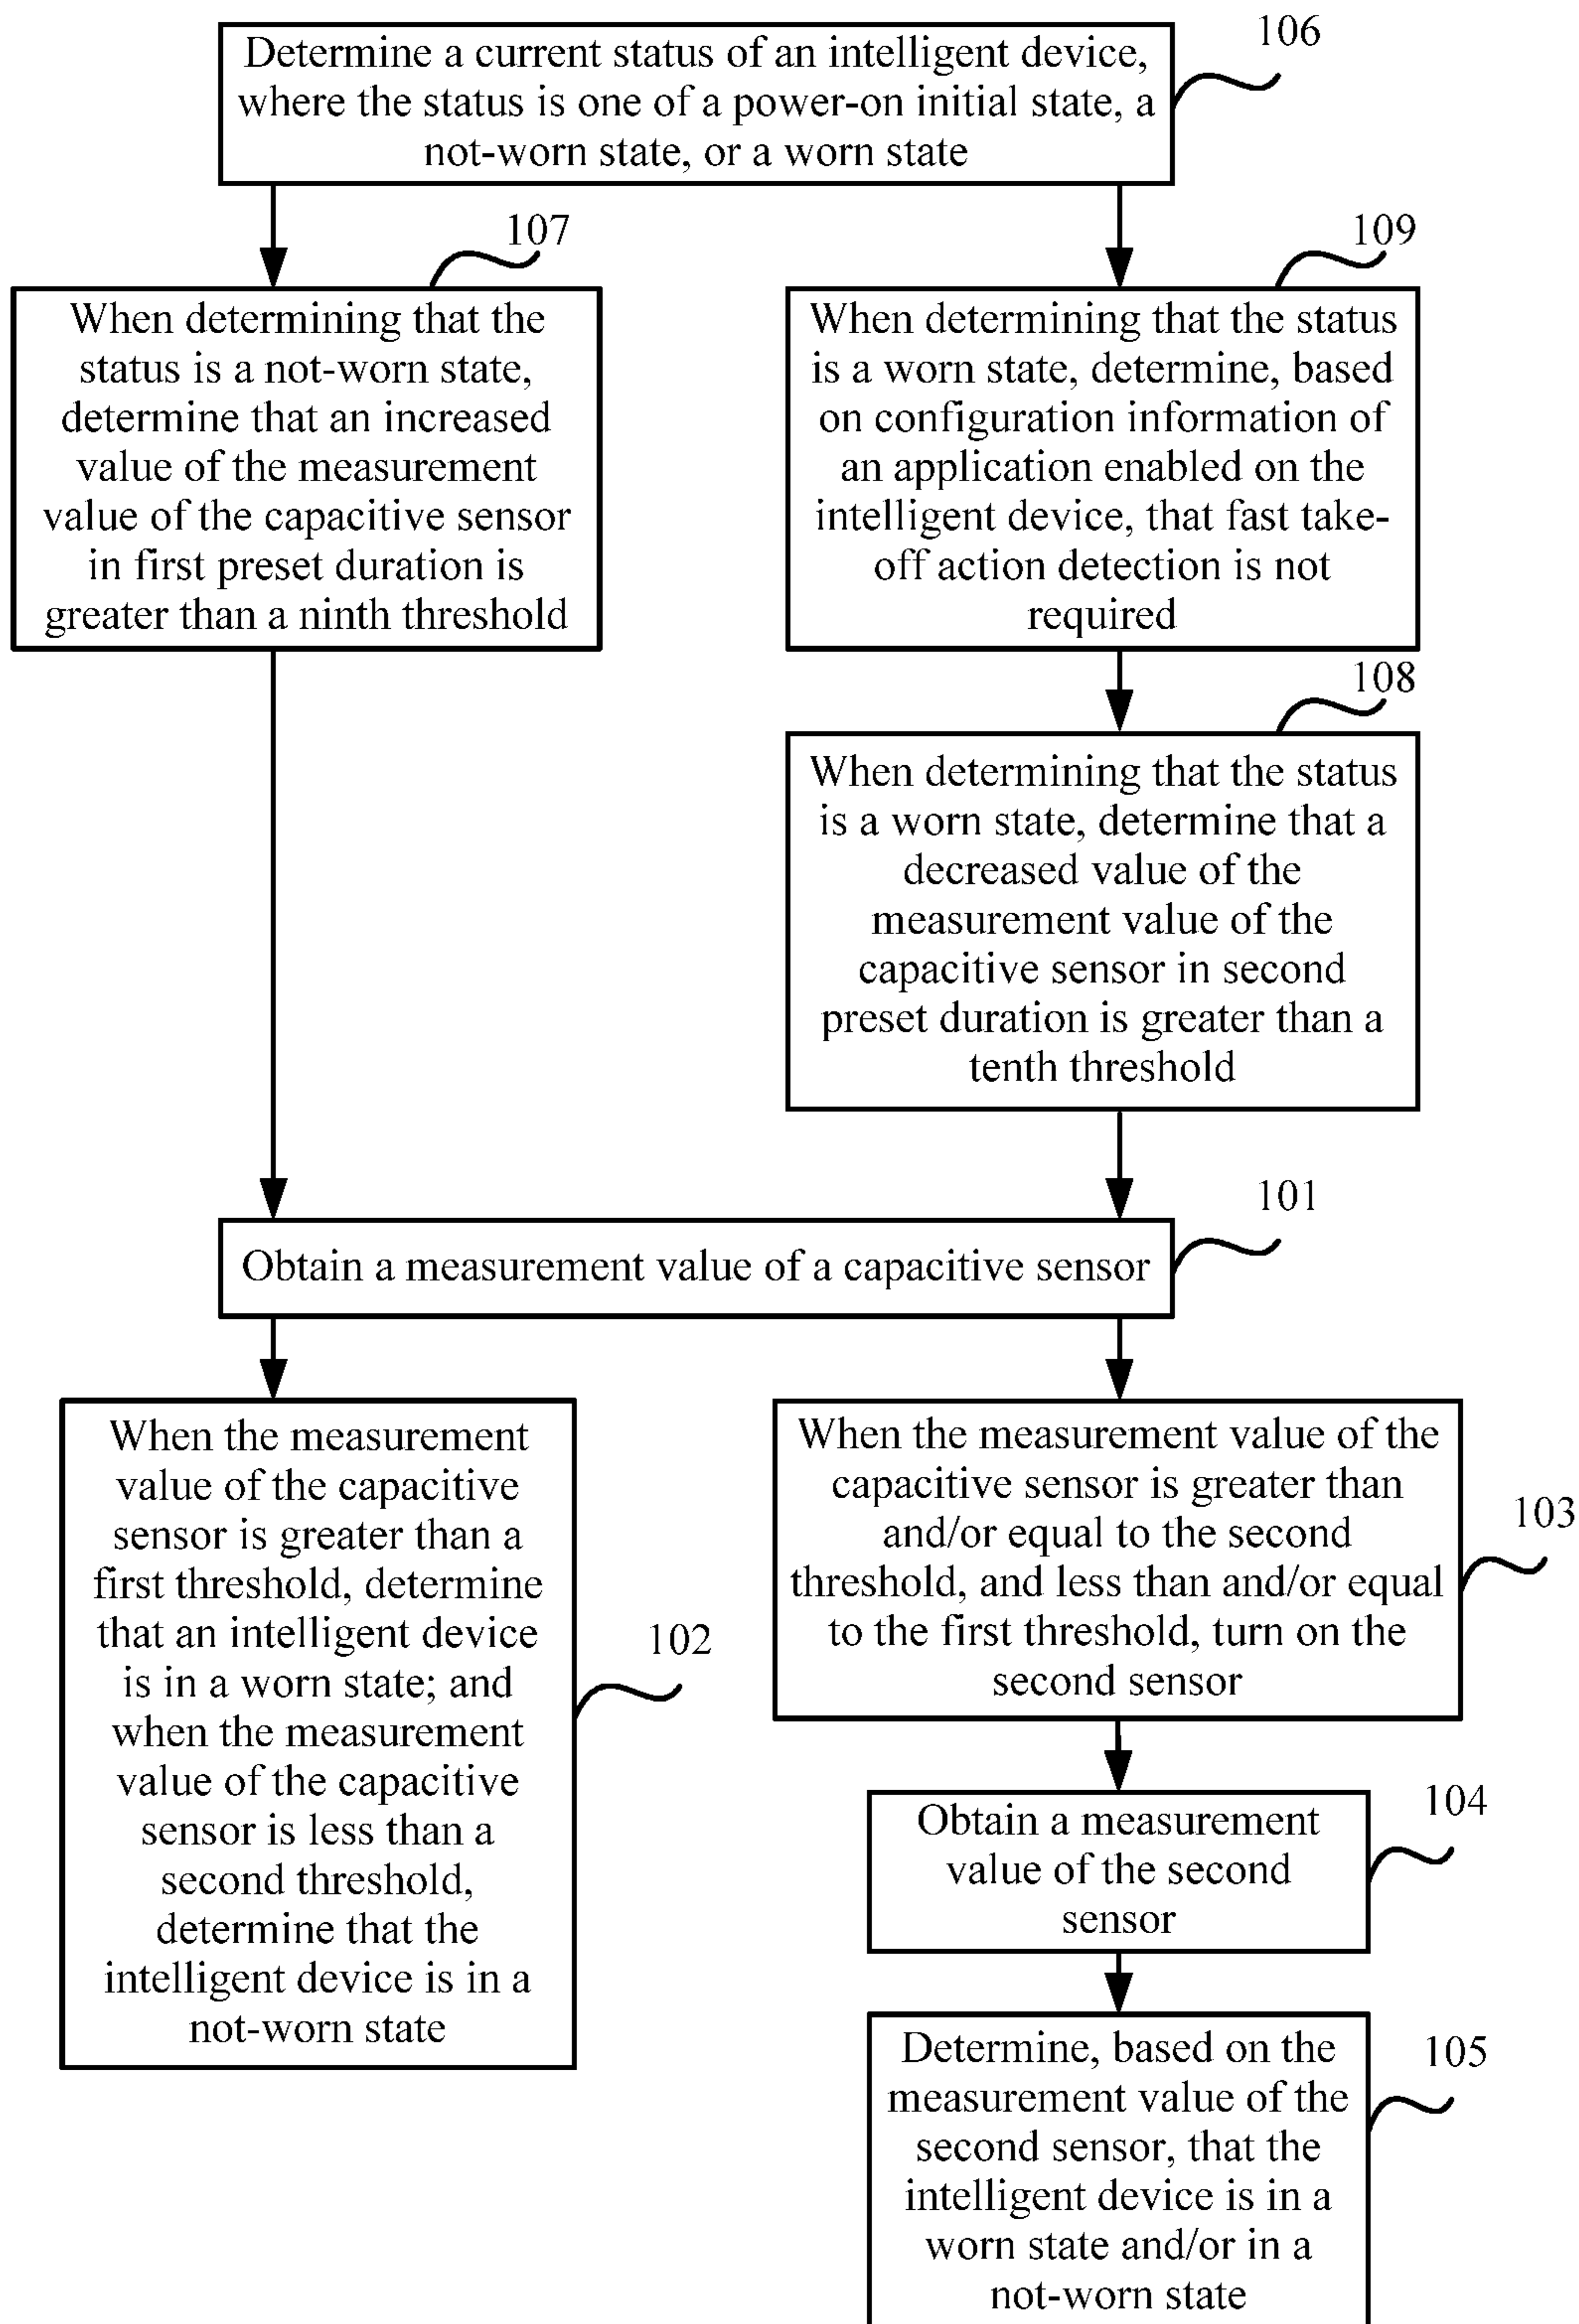 106
Determine a current status of an intelligent device,
where the status is one of a power-on initial state, a
not-worn state, or a worn state
107
When determining that the
status is a not-worn state,
determine that an increased
value of the measurement
value of the capacitive sensor
in first preset duration is
greater than a ninth threshold
109
When determining that the status
is a worn state, determine, based
on configuration information of
an application enabled on the
intelligent device, that fast take-
off action detection is not
required
108
When determining that the status
is a worn state, determine that a
decreased value of the
measurement value of the
capacitive sensor in second
preset duration is greater than a
tenth threshold
101
Obtain a measurement value of a capacitive sensor
When the measurement
value of the capacitive
sensor is greater than a
first threshold, determine
that an intelligent device
is in a worn state; and
when the measurement
value of the capacitive
sensor is less than a
second threshold,
determine that the
intelligent device is in a
not-worn state
102
When the measurement value of the
capacitive sensor is greater than
and/or equal to the second
threshold, and less than and/or equal
to the first threshold, turn on the
second sensor
103
Obtain a measurement
value of the second
sensor
104
Determine, based on the
measurement value of the
second sensor, that the
intelligent device is in a
worn state and/or in a
not-worn state
105